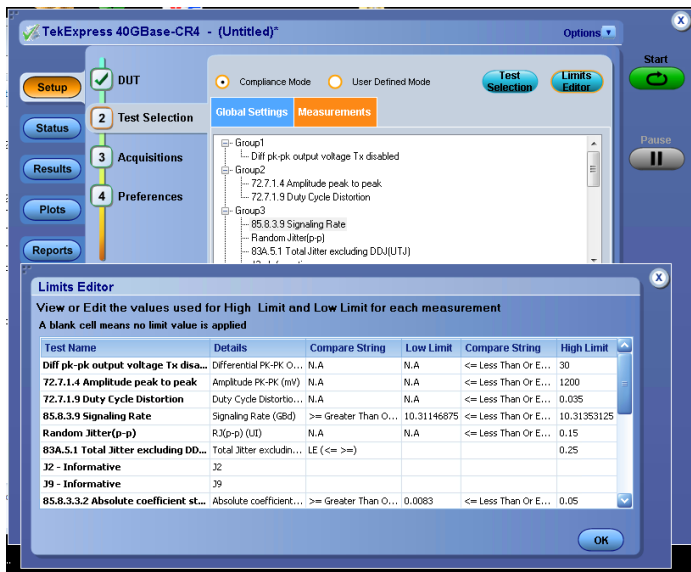 TekExpress 40GBase-CR4 - (Untitled)*
Options
x
Setup
Status
Results
Plots
Reports
DUT
2 Test Selection
3 Acquisitions
4 Preferences
Compliance Mode
User Defined Mode
Test Selection
Limits Editor
Start
Pause
Global Settings
Measurements
Group1
Diff pk-pk output voltage Tx disabled
Group2
72.7.1.4 Amplitude peak to peak
72.7.1.9 Duty Cycle Distortion
Group3
85.8.3.9 Signaling Rate
Random Jitter(p-p)
83A.5.1 Total Jitter excluding DDJ(UTJ)
Limits Editor
x
View or Edit the values used for High Limit and Low Limit for each measurement
A blank cell means no limit value is applied
Test Name Details Compare String Low Limit Compare String High Limit
Diff pk-pk output voltage Tx disa... Differential PK-PK O... N.A N.A <= Less Than Or E... 30
72.7.1.4 Amplitude peak to peak Amplitude PK-PK (mV) N.A N.A <= Less Than Or E... 1200
72.7.1.9 Duty Cycle Distortion Duty Cycle Distortio... N.A N.A <= Less Than Or E... 0.035
85.8.3.9 Signaling Rate Signaling Rate (GBd) >= Greater Than O... 10.31146875 <= Less Than Or E... 10.31353125
Random Jitter(p-p) RJ(p-p) (UI) N.A N.A <= Less Than Or E... 0.15
83A.5.1 Total Jitter excluding DD... Total Jitter excludin... LE (<= >=) 0.25
J2 - Informative J2
J9 - Informative J9
85.8.3.3.2 Absolute coefficient st... Absolute coefficient... >= Greater Than O... 0.0083 <= Less Than Or E... 0.05
OK